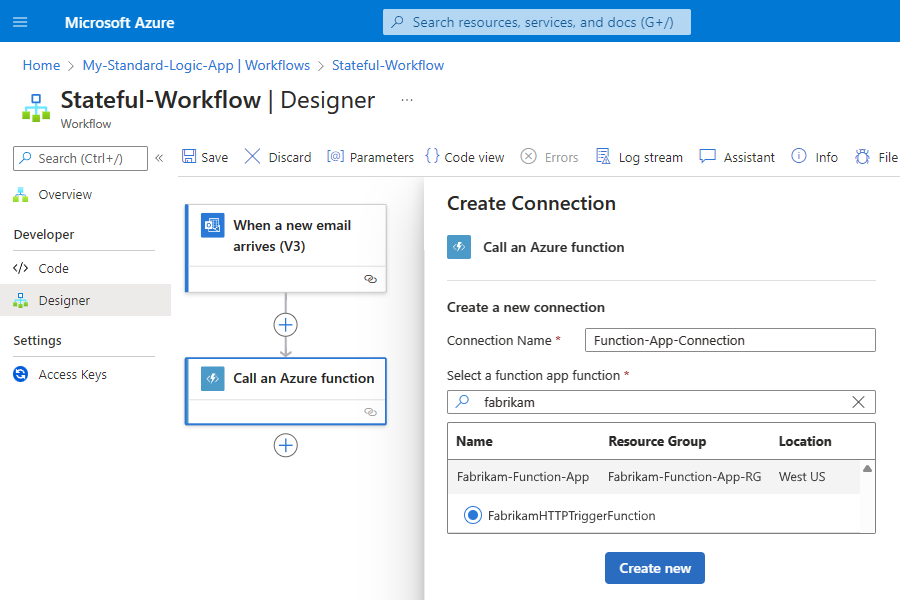 Microsoft Azure
Search resources, services, and docs (G+/)
Home > My-Standard-Logic-App | Workflows > Stateful-Workflow
Stateful-Workflow | Designer ...
Workflow
Search (Ctrl+/) «
Save Discard Parameters Code view Errors Log stream Assistant Info File
Overview
Developer
Code
Designer
Settings
Access Keys
When a new email
arrives (V3)
Call an Azure function
Create Connection
Call an Azure function
Create a new connection
Connection Name * Function-App-Connection
Select a function app function *
fabrikam
Name Resource Group Location
Fabrikam-Function-App Fabrikam-Function-App-RG West US
FabrikamHTTPTriggerFunction
Create new